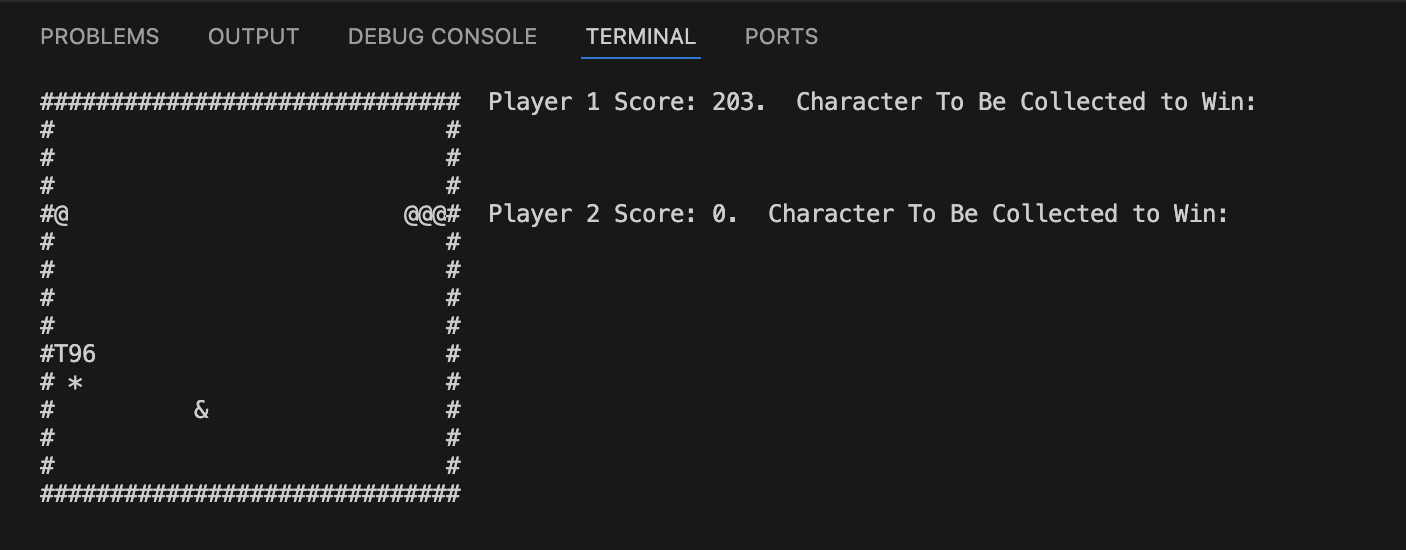 PROBLEMS OUTPUT DEBUG CONSOLE TERMINAL PORTS
##############################  Player 1 Score: 203.  Character To Be Collected to Win:
#                            #
#                            #
#                            #
#@                        @@@#  Player 2 Score: 0.  Character To Be Collected to Win:
#                            #
#                            #
#                            #
#                            #
#T96                         #
# *                          #
#          &                 #
#                            #
#                            #
##############################